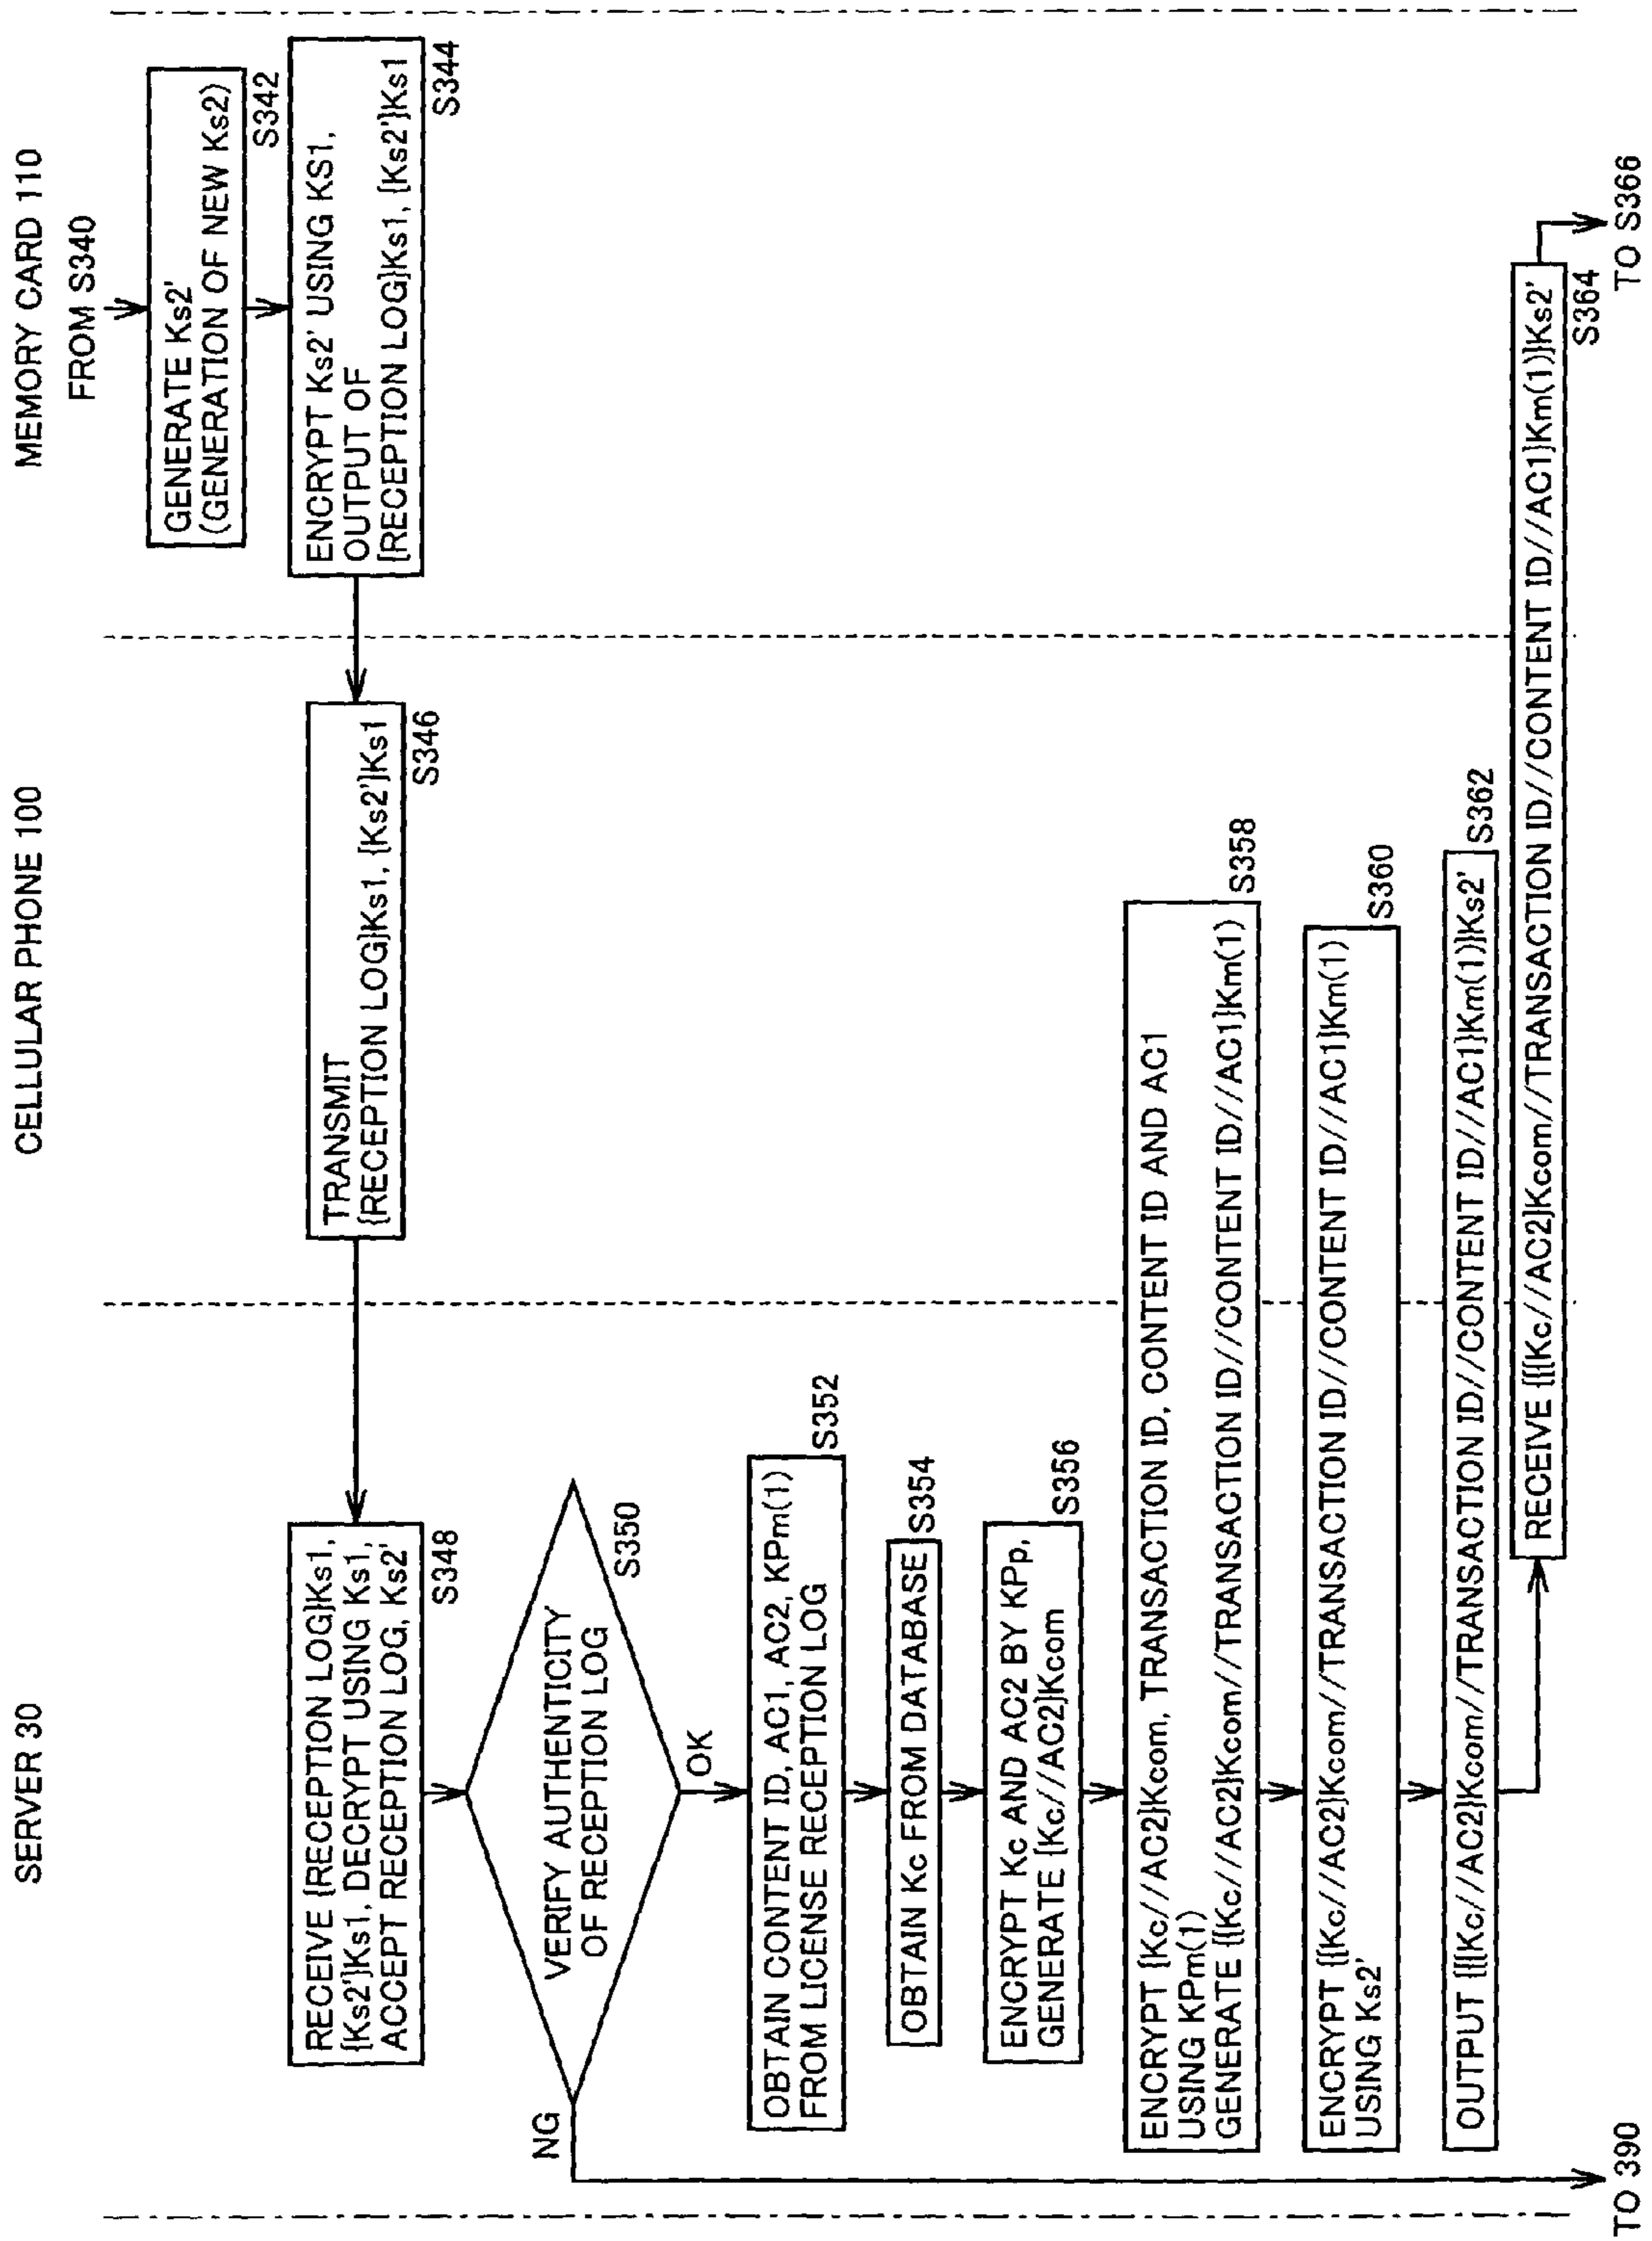 SERVER 30
CELLULAR PHONE 100
MEMORY CARD 110
FROM S340
GENERATE Ks2'
(GENERATION OF NEW Ks2)
S342
ENCRYPT Ks2' USING KS1,
OUTPUT OF
{RECEPTION LOG}Ks1, {Ks2'}Ks1
S344
TRANSMIT
{RECEPTION LOG}Ks1, {Ks2'}Ks1
S346
RECEIVE {RECEPTION LOG}Ks1,
{Ks2'}Ks1, DECRYPT USING Ks1,
ACCEPT RECEPTION LOG, Ks2'
S348
VERIFY AUTHENTICITY
OF RECEPTION LOG
S350
NG
OK
OBTAIN CONTENT ID, AC1, AC2, KPm(1)
FROM LICENSE RECEPTION LOG
S352
OBTAIN Kc FROM DATABASE
S354
ENCRYPT Kc AND AC2 BY KPp,
GENERATE {Kc//AC2}Kcom
S356
ENCRYPT {Kc//AC2}Kcom, TRANSACTION ID, CONTENT ID AND AC1
USING KPm(1)
GENERATE {{Kc//AC2}Kcom//TRANSACTION ID//CONTENT ID//AC1}Km(1)
S358
ENCRYPT {{Kc//AC2}Kcom//TRANSACTION ID//CONTENT ID//AC1}Km(1)
USING Ks2'
S360
OUTPUT {{{Kc//AC2}Kcom//TRANSACTION ID//CONTENT ID//AC1}Km(1)}Ks2'
S362
RECEIVE {{{Kc//AC2}Kcom//TRANSACTION ID//CONTENT ID//AC1}Km(1)}Ks2'
S364
TO 390
TO S366